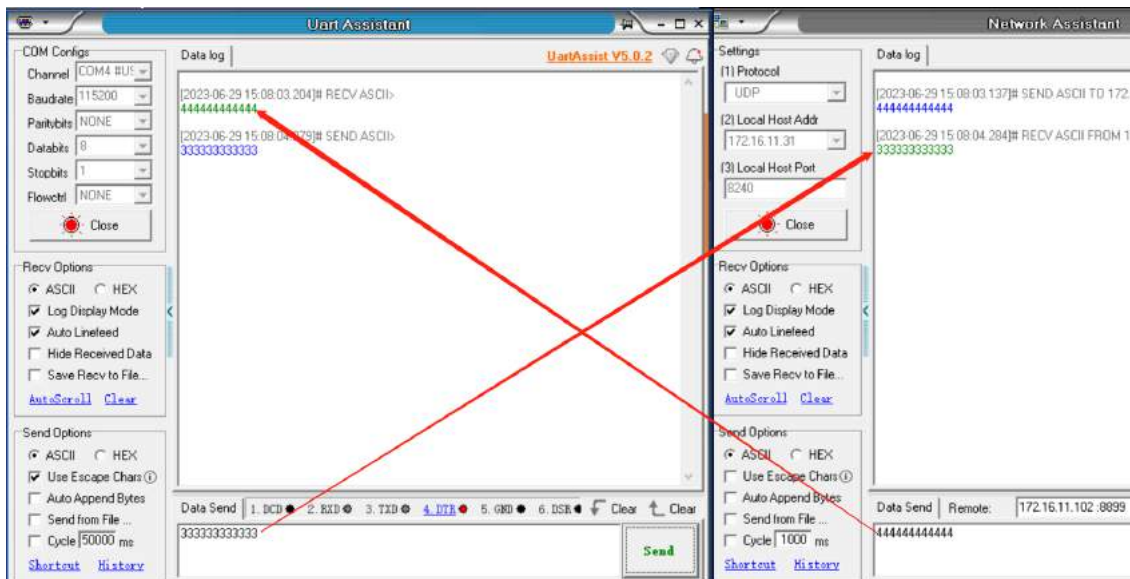 Uart Assistant
COM Configs
Channel COM4 #US
Baudrate 115200
Paritybits NONE
Databits 8
Stopbits 1
Flowctrl NONE
Close
Recv Options
ASCII HEX
Log Display Mode
Auto Linefeed
Hide Received Data
Save Recv to File...
AutoScroll Clear
Send Options
ASCII HEX
Use Escape Chars
Auto Append Bytes
Send from File ...
Cycle 50000 ms
Shortcut History
Data log UartAssist V5.0.2
[2023-06-29 15:08:03.204]# RECV ASCII>
444444444444
[2023-06-29 15:08:04.279]# SEND ASCII>
333333333333
Data Send 1. DCD 2. RXD 3. TXD 4. DTR 5. GND 6. DSR Clear Clear
333333333333
Send
Network Assistant
Settings
(1) Protocol
UDP
(2) Local Host Addr
172.16.11.31
(3) Local Host Port
8240
Close
Recv Options
ASCII HEX
Log Display Mode
Auto Linefeed
Hide Received Data
Save Recv to File...
AutoScroll Clear
Send Options
ASCII HEX
Use Escape Chars
Auto Append Bytes
Send from File ...
Cycle 1000 ms
Shortcut History
Data log
[2023-06-29 15:08:03.137]# SEND ASCII TO 172.
444444444444
[2023-06-29 15:08:04.284]# RECV ASCII FROM 1
333333333333
Data Send Remote: 172.16.11.102 :8899
444444444444